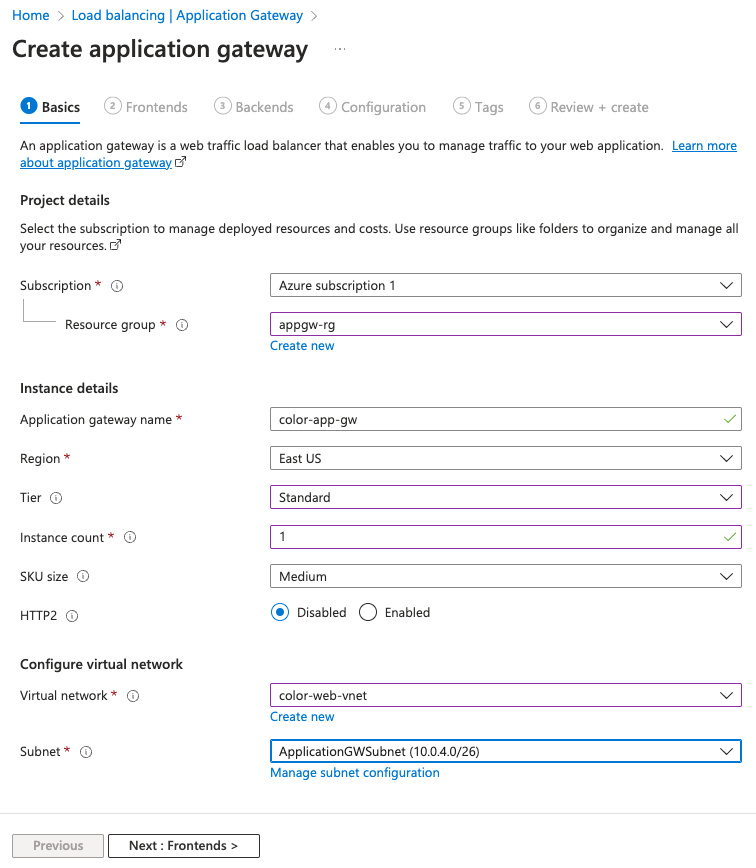 Home > Load balancing | Application Gateway >
Create application gateway ...
1 Basics 2 Frontends 3 Backends 4 Configuration 5 Tags 6 Review + create
An application gateway is a web traffic load balancer that enables you to manage traffic to your web application. Learn more
about application gateway
Project details
Select the subscription to manage deployed resources and costs. Use resource groups like folders to organize and manage all
your resources.
Subscription * Azure subscription 1
Resource group * appgw-rg
Create new
Instance details
Application gateway name * color-app-gw
Region * East US
Tier Standard
Instance count * 1
SKU size Medium
HTTP2 Disabled Enabled
Configure virtual network
Virtual network * color-web-vnet
Create new
Subnet * ApplicationGWSubnet (10.0.4.0/26)
Manage subnet configuration
Previous Next : Frontends >